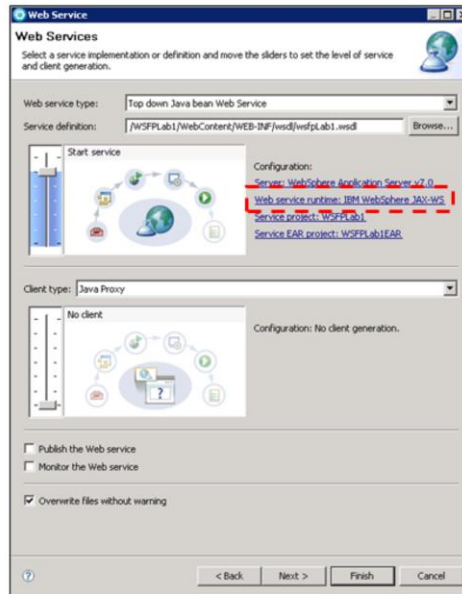 Web Service
Web Services
Select a service implementation or definition and move the sliders to set the level of service
and client generation.
Web service type: Top down Java bean Web Service
Service definition: /WSFPLab1/WebContent/WEB-INF/wsdl/wsfpLab1.wsdl Browse...
Start service
Configuration:
Server: WebSphere Application Server v7.0
Web service runtime: IBM WebSphere JAX-WS
Service project: WSFPLab1
Service EAR project: WSFPLab1EAR
Client type: Java Proxy
No client
Configuration: No client generation.
Publish the Web service
Monitor the Web service
Overwrite files without warning
< Back Next > Finish Cancel